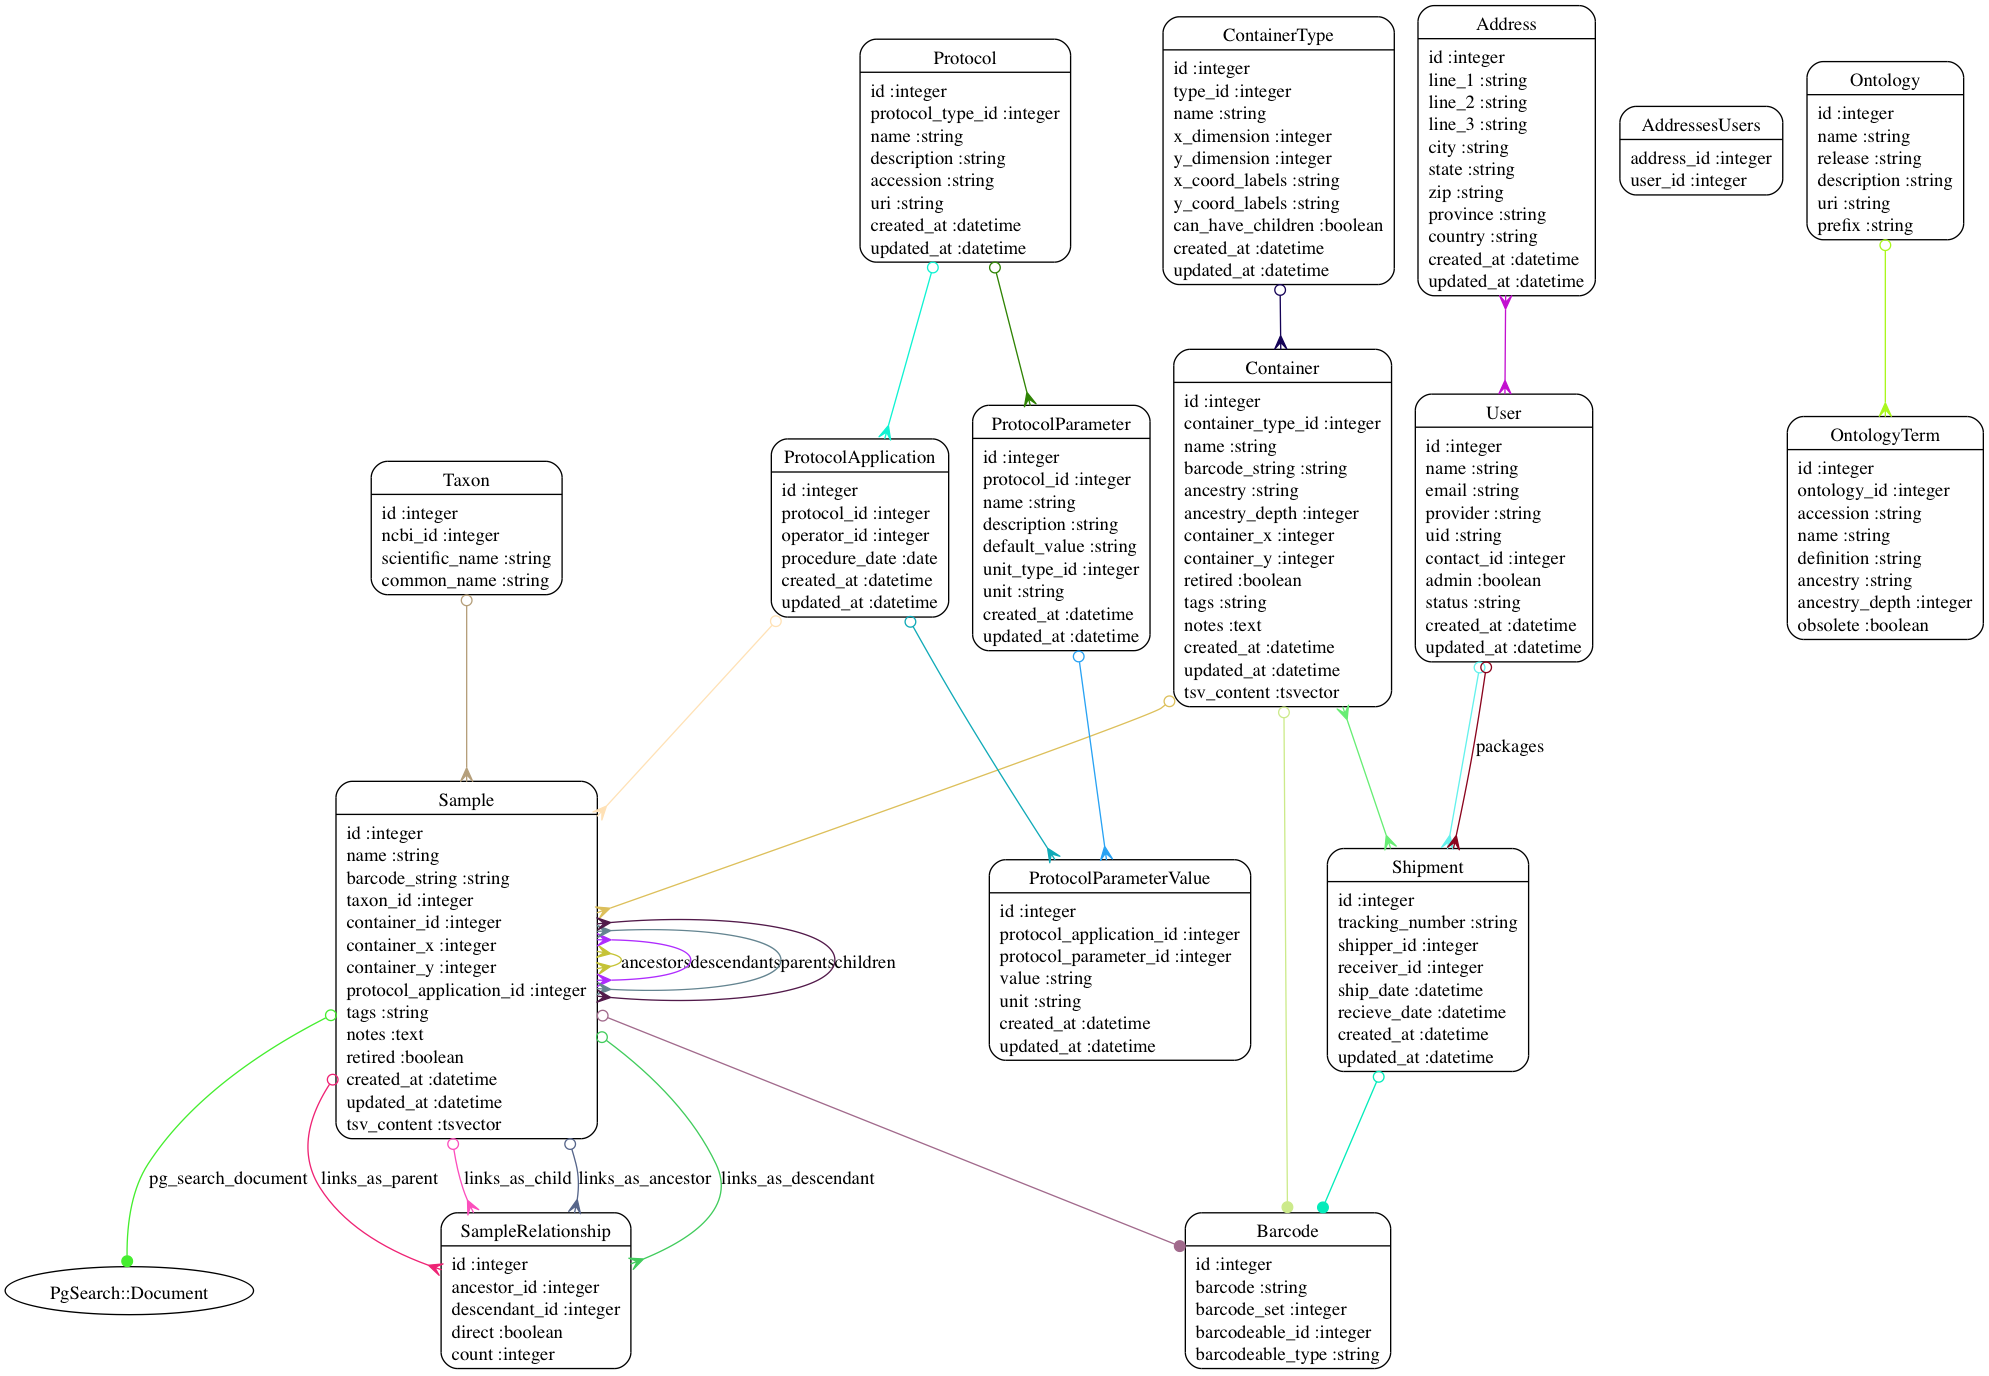 Protocol
id :integer
protocol_type_id :integer
name :string
description :string
accession :string
uri :string
created_at :datetime
updated_at :datetime
ContainerType
id :integer
type_id :integer
name :string
x_dimension :integer
y_dimension :integer
x_coord_labels :string
y_coord_labels :string
can_have_children :boolean
created_at :datetime
updated_at :datetime
Address
id :integer
line_1 :string
line_2 :string
line_3 :string
city :string
state :string
zip :string
province :string
country :string
created_at :datetime
updated_at :datetime
AddressesUsers
address_id :integer
user_id :integer
Ontology
id :integer
name :string
release :string
description :string
uri :string
prefix :string
Taxon
id :integer
ncbi_id :integer
scientific_name :string
common_name :string
ProtocolApplication
id :integer
protocol_id :integer
operator_id :integer
procedure_date :date
created_at :datetime
updated_at :datetime
ProtocolParameter
id :integer
protocol_id :integer
name :string
description :string
default_value :string
unit_type_id :integer
unit :string
created_at :datetime
updated_at :datetime
Container
id :integer
container_type_id :integer
name :string
barcode_string :string
ancestry :string
ancestry_depth :integer
container_x :integer
container_y :integer
retired :boolean
tags :string
notes :text
created_at :datetime
updated_at :datetime
tsv_content :tsvector
User
id :integer
name :string
email :string
provider :string
uid :string
contact_id :integer
admin :boolean
status :string
created_at :datetime
updated_at :datetime
OntologyTerm
id :integer
ontology_id :integer
accession :string
name :string
definition :string
ancestry :string
ancestry_depth :integer
obsolete :boolean
packages
Sample
id :integer
name :string
barcode_string :string
taxon_id :integer
container_id :integer
container_x :integer
container_y :integer
protocol_application_id :integer
tags :string
notes :text
retired :boolean
created_at :datetime
updated_at :datetime
tsv_content :tsvector
ancestors
descendants
parents
children
ProtocolParameterValue
id :integer
protocol_application_id :integer
protocol_parameter_id :integer
value :string
unit :string
created_at :datetime
updated_at :datetime
Shipment
id :integer
tracking_number :string
shipper_id :integer
receiver_id :integer
ship_date :datetime
recieve_date :datetime
created_at :datetime
updated_at :datetime
pg_search_document
links_as_parent
links_as_child
links_as_ancestor
links_as_descendant
PgSearch::Document
SampleRelationship
id :integer
ancestor_id :integer
descendant_id :integer
direct :boolean
count :integer
Barcode
id :integer
barcode :string
barcode_set :integer
barcodeable_id :integer
barcodeable_type :string